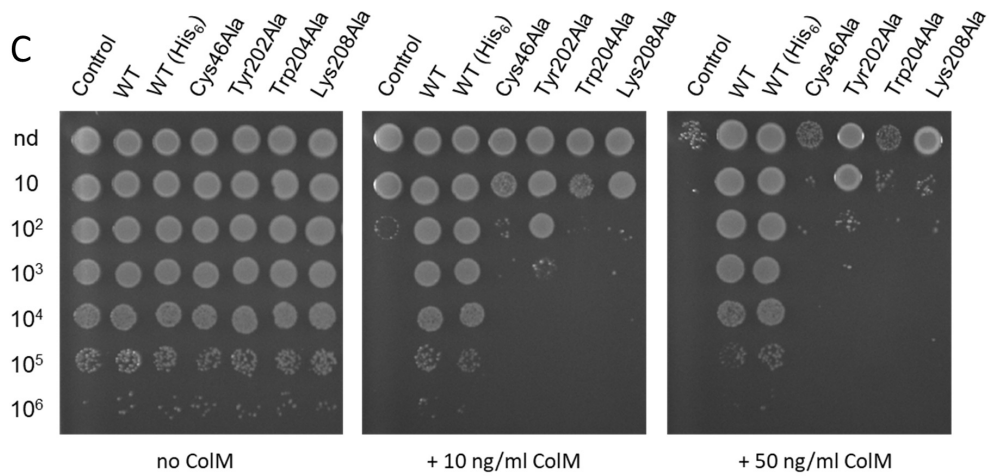 C
Control WT WT (His6) Cys46Ala Tyr202Ala Trp204Ala Lys208Ala Control WT WT (His6) Cys46Ala Tyr202Ala Trp204Ala Lys208Ala Control WT WT (His6) Cys46Ala Tyr202Ala Trp204Ala Lys208Ala
nd
10
10²
10³
10⁴
10⁵
10⁶
no ColM + 10 ng/ml ColM + 50 ng/ml ColM